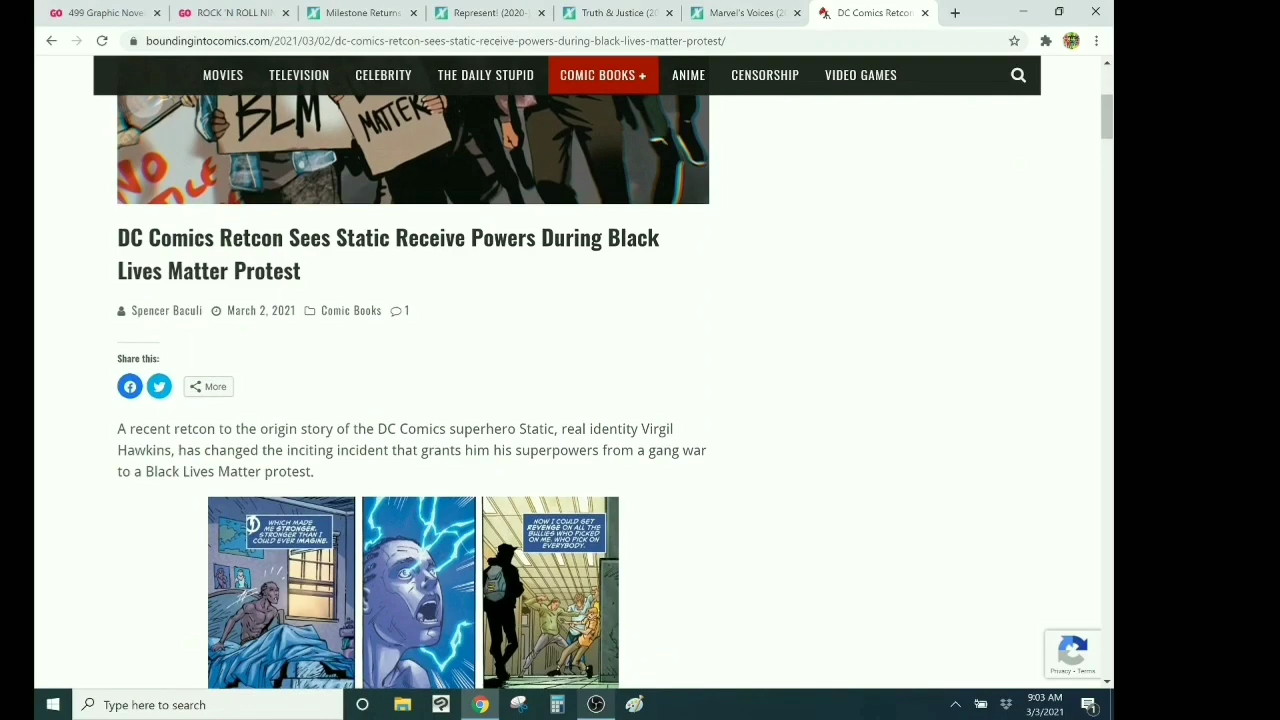 499 Graphic Nove
ROCK 'N ROLL NIN
Milestone Returns
Represent! (2020-
Truth & Justice (20
Marvel's Voices (2
DC Comics Retcon
boundingintocomics.com/2021/03/02/dc-comics-retcon-sees-static-receive-powers-during-black-lives-matter-protest/
MOVIES TELEVISION CELEBRITY THE DAILY STUPID COMIC BOOKS + ANIME CENSORSHIP VIDEO GAMES
BLM
MATTER
NO
DC Comics Retcon Sees Static Receive Powers During Black
Lives Matter Protest
Spencer Baculi March 2, 2021 Comic Books 1
Share this:
More
A recent retcon to the origin story of the DC Comics superhero Static, real identity Virgil
Hawkins, has changed the inciting incident that grants him his superpowers from a gang war
to a Black Lives Matter protest.
WHICH MADE
ME STRONGER.
STRONGER THAN I
COULD EVER IMAGINE.
NOW I COULD GET
REVENGE ON ALL THE
BULLIES WHO PICKED
ON ME. WHO PICK ON
EVERYBODY.
Privacy - Terms
Type here to search
9:03 AM
3/3/2021
1